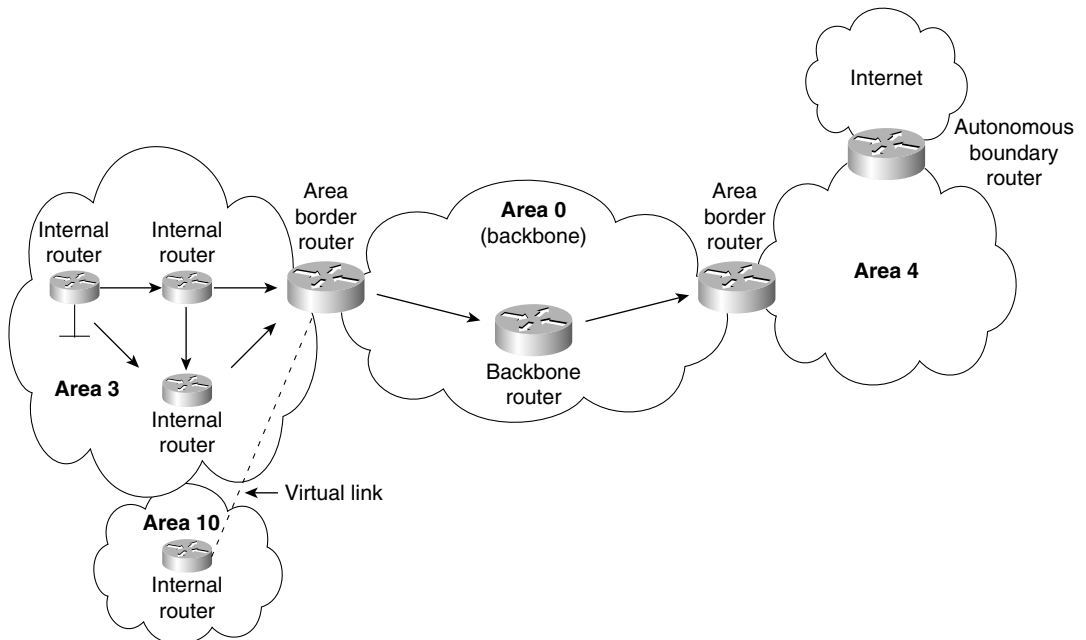 Internet
Autonomous
boundary
router
Area
border
router
Area 0
(backbone)
Area
border
router
Internal
router
Internal
router
Area 4
Backbone
router
Area 3
Internal
router
Virtual link
Area 10
Internal
router